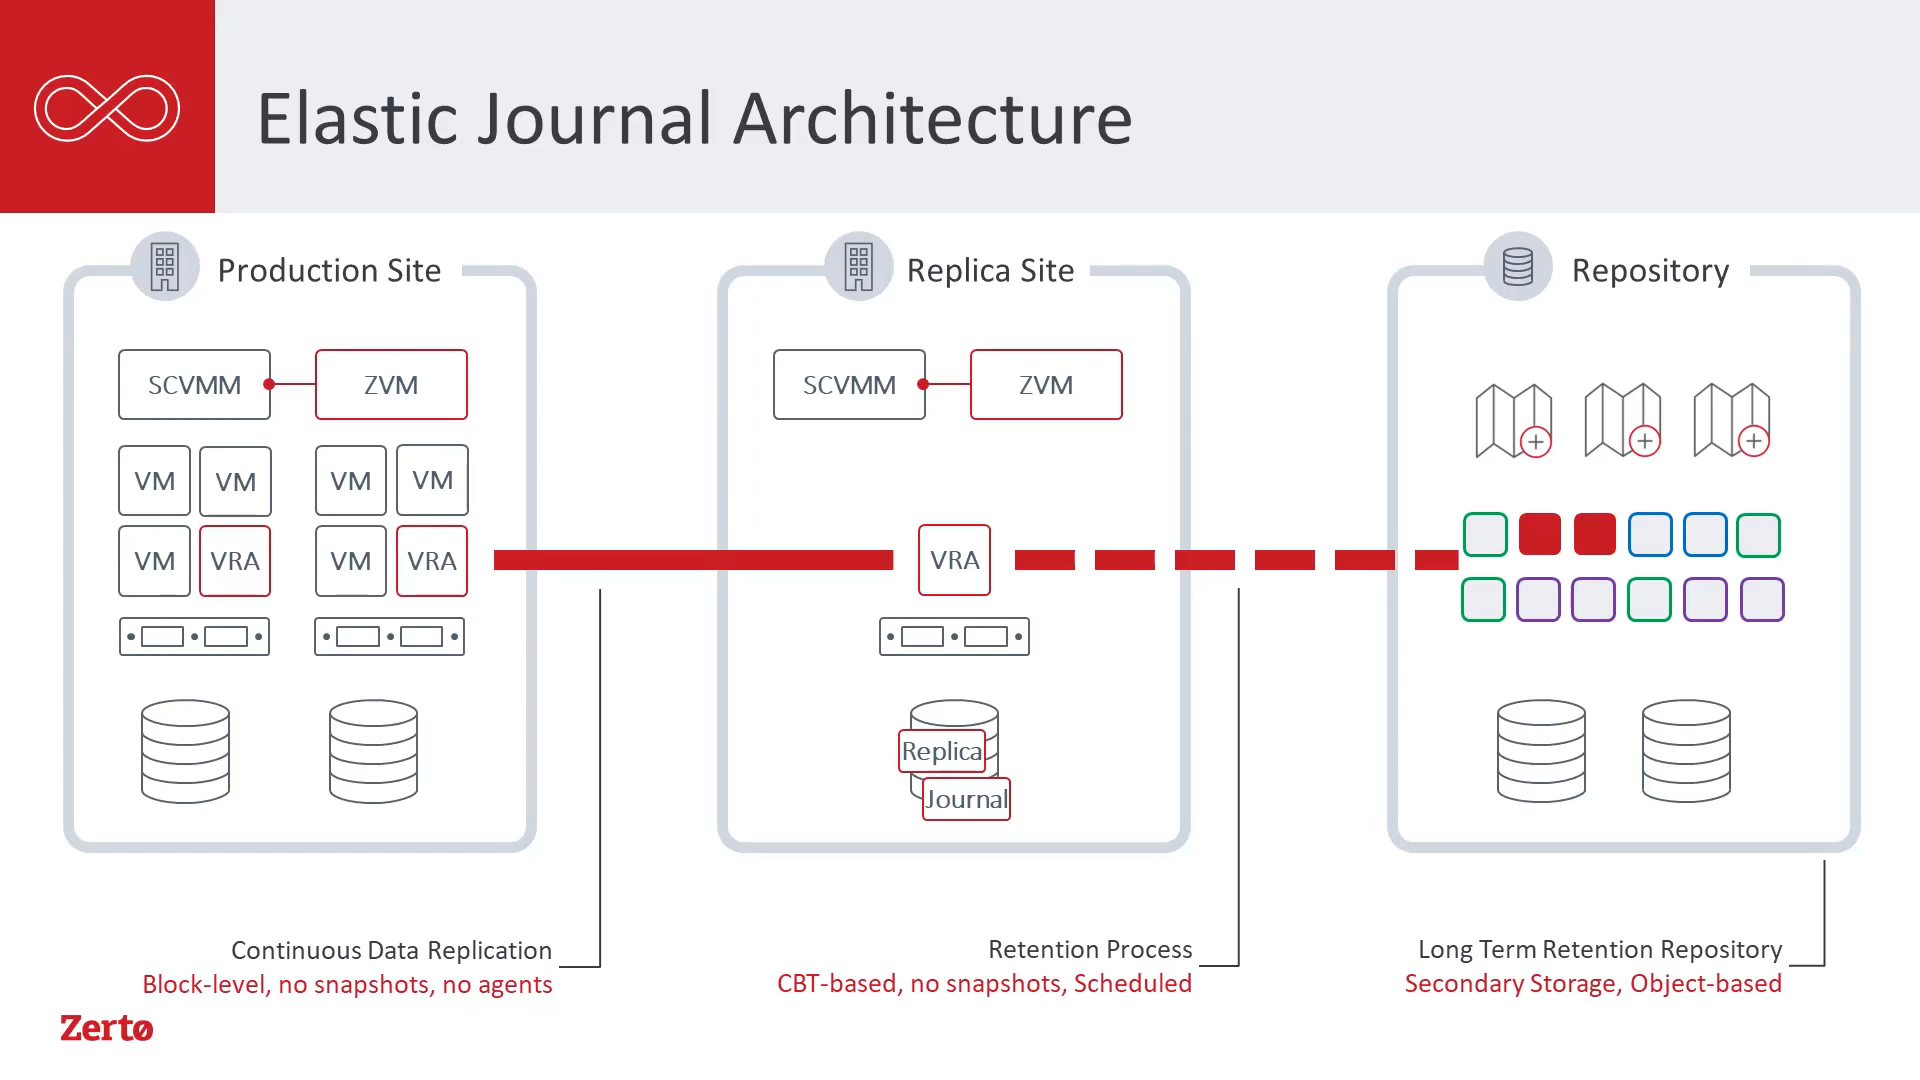 Elastic Journal Architecture
Production Site
SCVMM
ZVM
VM
VM
VM
VM
VM
VRA
VM
VRA
Replica Site
SCVMM
ZVM
VRA
Replica
Journal
Repository
Continuous Data Replication
Block-level, no snapshots, no agents
Retention Process
CBT-based, no snapshots, Scheduled
Long Term Retention Repository
Secondary Storage, Object-based
Zerto